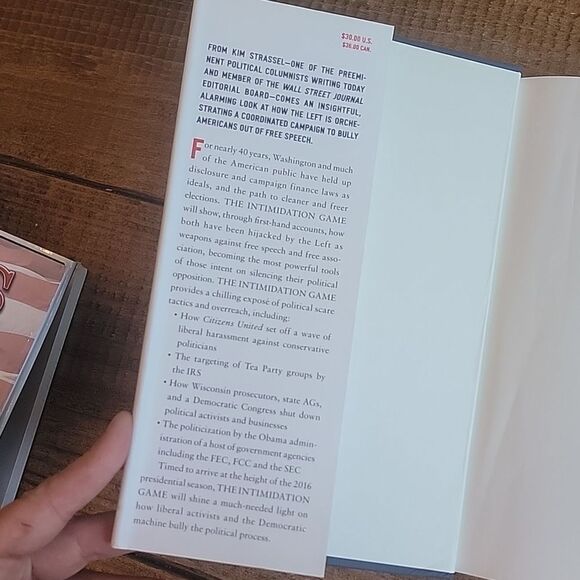 $30.00 U.S.
$36.00 CAN.
FROM KIM STRASSEL—ONE OF THE PREEMI-
NENT POLITICAL COLUMNISTS WRITING TODAY
AND MEMBER OF THE WALL STREET JOURNAL
EDITORIAL BOARD—COMES AN INSIGHTFUL,
ALARMING LOOK AT HOW THE LEFT IS ORCHE-
STRATING A COORDINATED CAMPAIGN TO BULLY
AMERICANS OUT OF FREE SPEECH.
For nearly 40 years, Washington and much
of the American public have held up
disclosure and campaign finance laws as
ideals, and the path to cleaner and freer
elections. THE INTIMIDATION GAME
will show, through first-hand accounts, how
both have been hijacked by the Left as
weapons against free speech and free asso-
ciation, becoming the most powerful tools
of those intent on silencing their political
opposition. THE INTIMIDATION GAME
provides a chilling exposé of political scare
tactics and overreach, including:
• How Citizens United set off a wave of
liberal harassment against conservative
politicians
• The targeting of Tea Party groups by
the IRS
• How Wisconsin prosecutors, state AGs,
and a Democratic Congress shut down
political activists and businesses
• The politicization by the Obama admin-
istration of a host of government agencies
including the FEC, FCC and the SEC
Timed to arrive at the height of the 2016
presidential season, THE INTIMIDATION
GAME will shine a much-needed light on
how liberal activists and the Democratic
machine bully the political process.